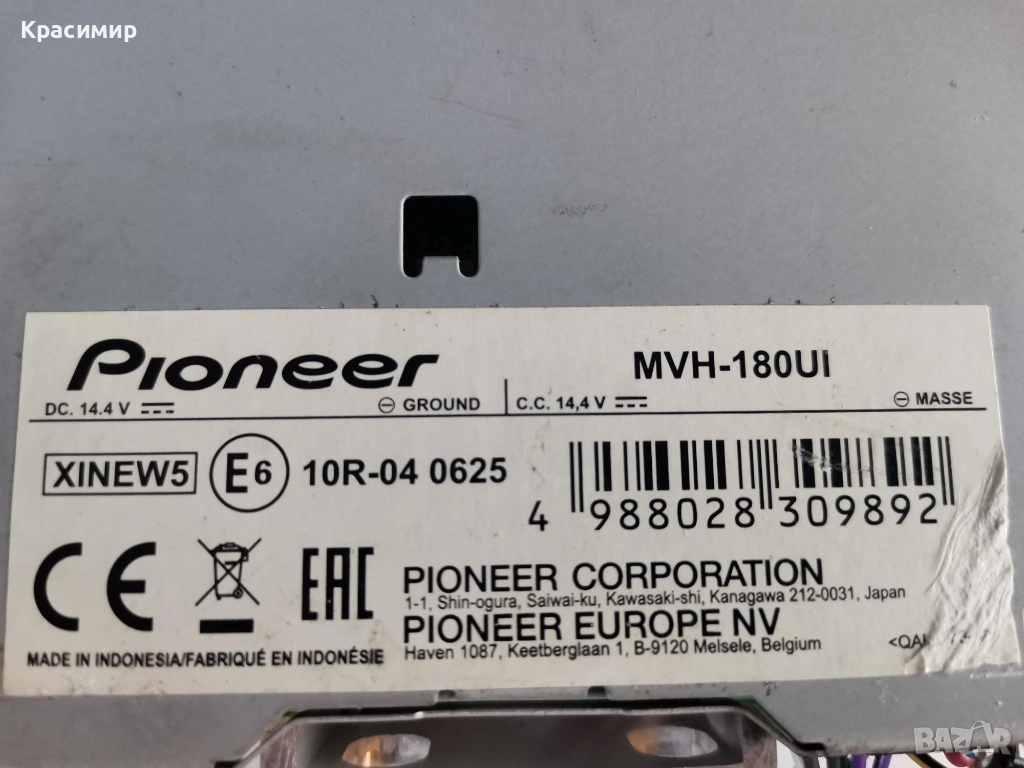 Красимир
Pioneer
MVH-180UI
DC. 14.4 V
GROUND
C.C. 14,4 V
MASSE
XINEW5
E6
10R-04 0625
4 988028 309892
CE
EAC
PIONEER CORPORATION
1-1, Shin-ogura, Saiwai-ku, Kawasaki-shi, Kanagawa 212-0031, Japan
PIONEER EUROPE NV
Haven 1087, Keetberglaan 1, B-9120 Melsele, Belgium
MADE IN INDONESIA/FABRIQUÉ EN INDONÉSIE
BAZAR